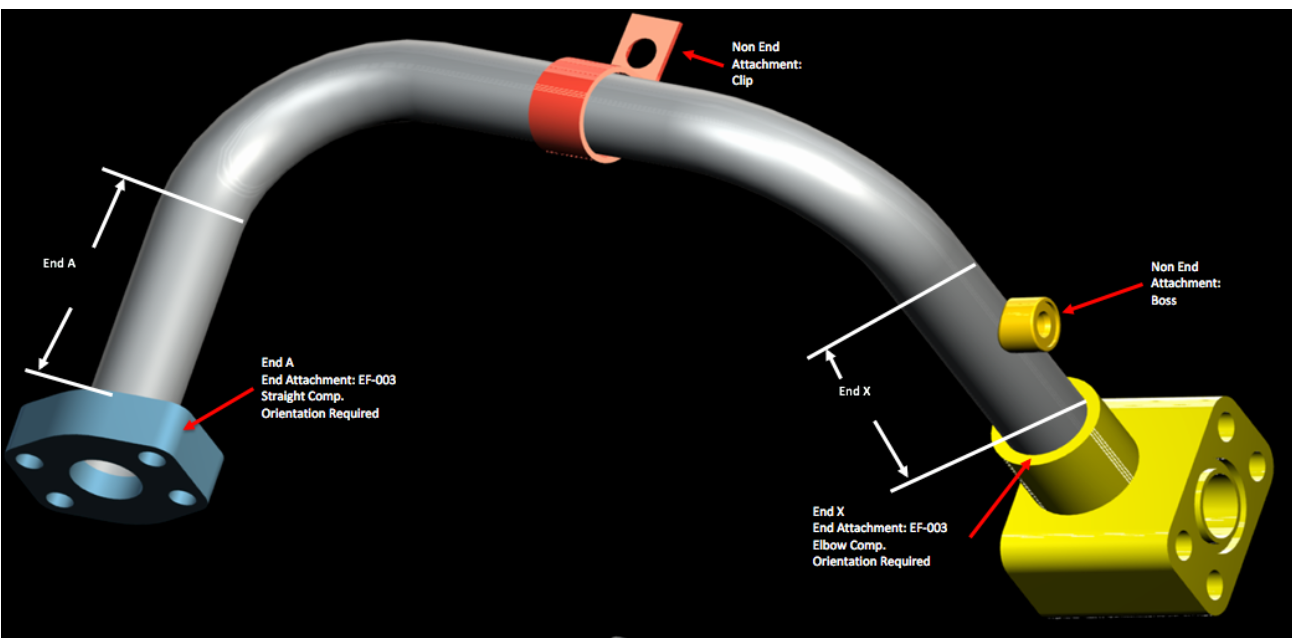 Non End
Attachment:
Clip
End A
Non End
Attachment:
Boss
End A
End Attachment: EF-003
Straight Comp.
Orientation Required
End X
End X
End Attachment: EF-003
Elbow Comp.
Orientation Required